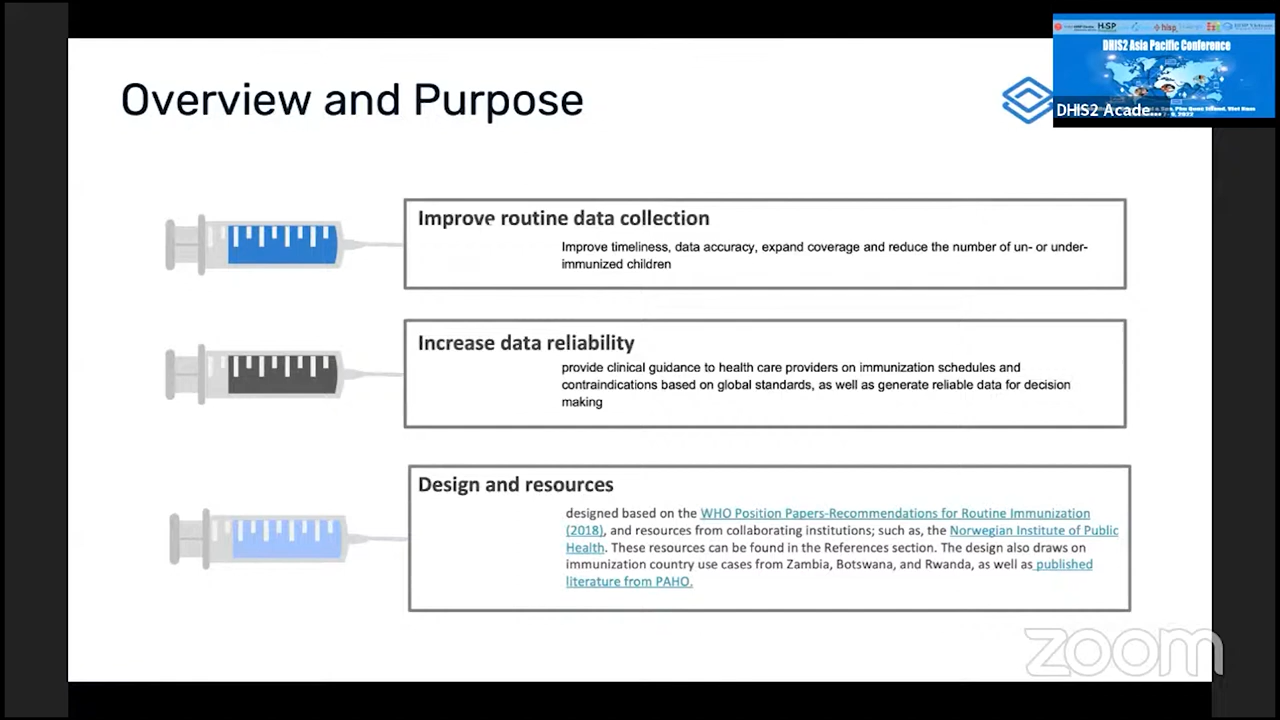 Overview and Purpose
HISP
hisp
DHIS2 Asia Pacific Conference
DHIS2 Acade...
Improve routine data collection
Improve timeliness, data accuracy, expand coverage and reduce the number of un- or under-
immunized children
Increase data reliability
provide clinical guidance to health care providers on immunization schedules and
contraindications based on global standards, as well as generate reliable data for decision
making
Design and resources
designed based on the WHO Position Papers-Recommendations for Routine Immunization
(2018), and resources from collaborating institutions; such as, the Norwegian Institute of Public
Health. These resources can be found in the References section. The design also draws on
immunization country use cases from Zambia, Botswana, and Rwanda, as well as published
literature from PAHO.
zoom